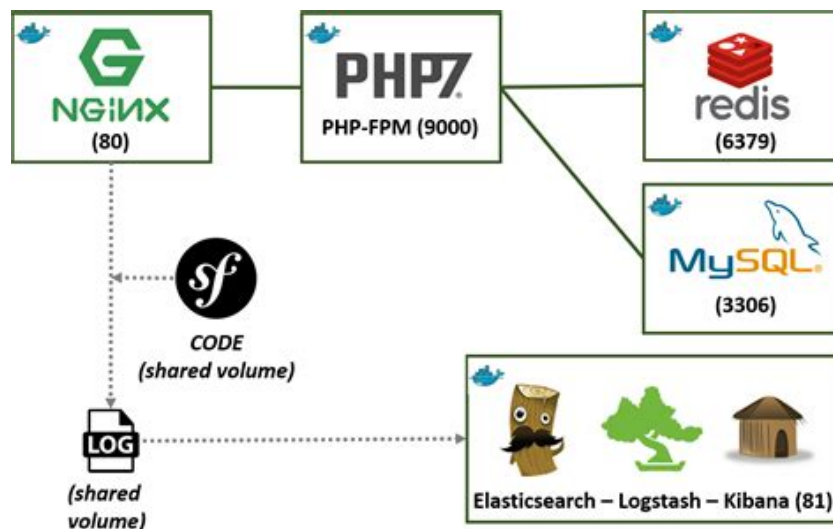 NGiNX
(80)
PHP7
PHP-FPM (9000)
redis
(6379)
MySQL
(3306)
sf
CODE
(shared volume)
LOG
(shared
volume)
Elasticsearch – Logstash – Kibana (81)